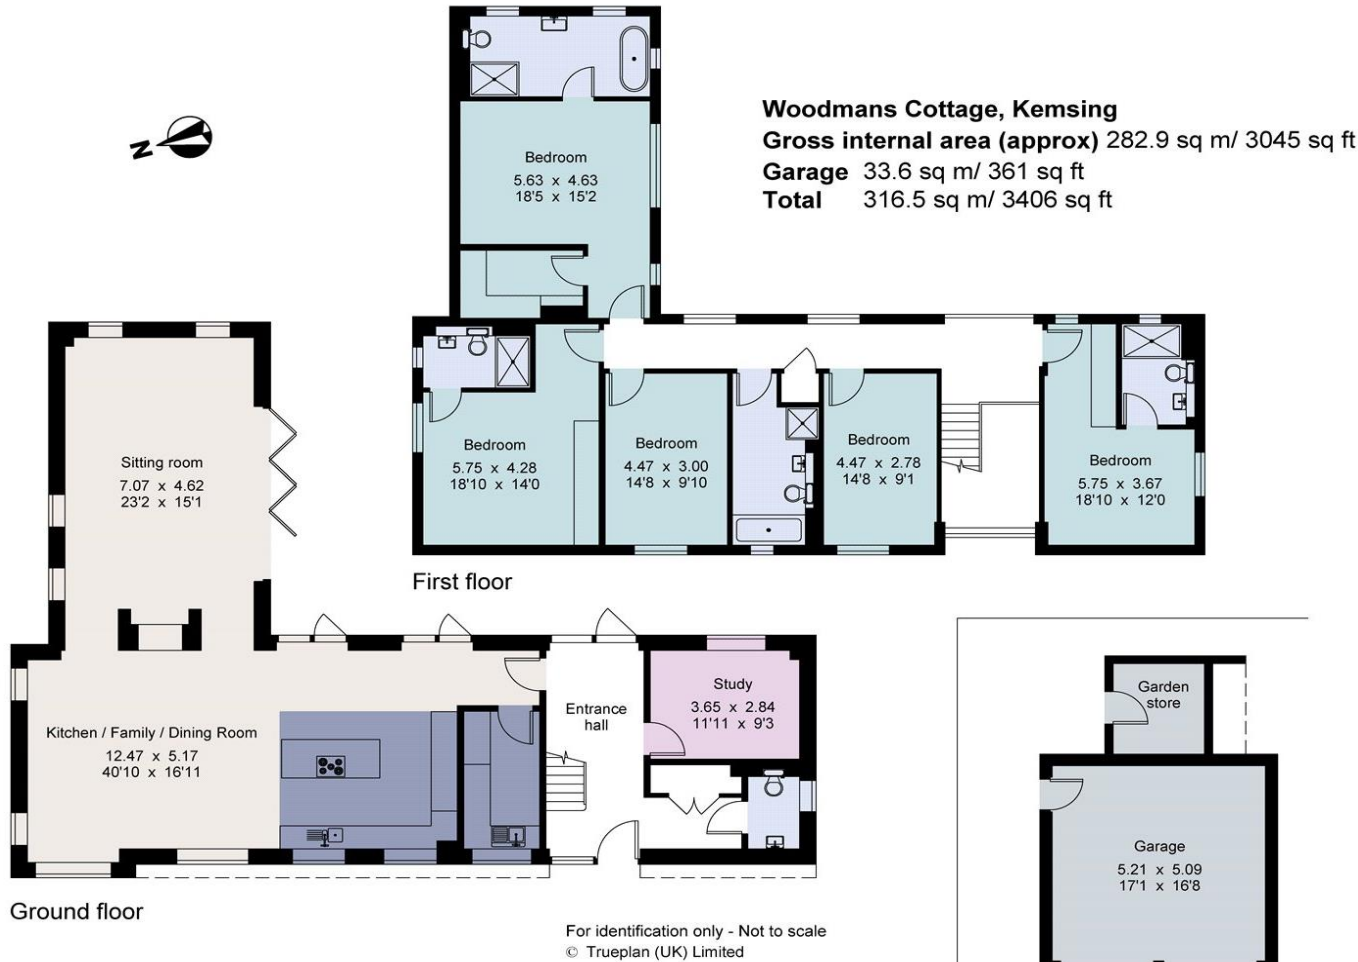 Woodmans Cottage, Kemsing
Gross internal area (approx) 282.9 sq m/ 3045 sq ft
Garage 33.6 sq m/ 361 sq ft
Total 316.5 sq m/ 3406 sq ft
N
Bedroom
5.63 x 4.63
18'5 x 15'2
Bedroom
5.75 x 4.28
18'10 x 14'0
Bedroom
4.47 x 3.00
14'8 x 9'10
Bedroom
4.47 x 2.78
14'8 x 9'1
Bedroom
5.75 x 3.67
18'10 x 12'0
First floor
Sitting room
7.07 x 4.62
23'2 x 15'1
Kitchen / Family / Dining Room
12.47 x 5.17
40'10 x 16'11
Entrance
hall
Study
3.65 x 2.84
11'11 x 9'3
Ground floor
Garden
store
Garage
5.21 x 5.09
17'1 x 16'8
For identification only - Not to scale
© Trueplan (UK) Limited